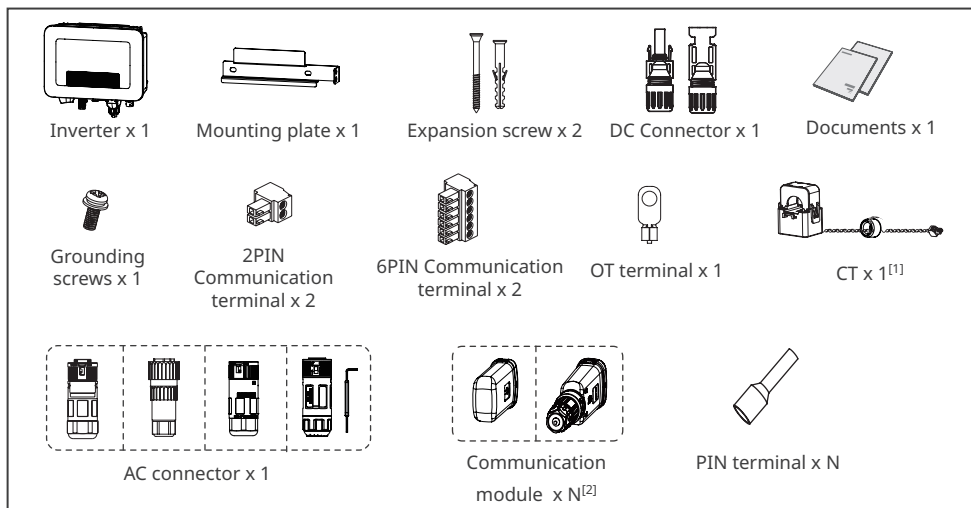 Inverter x 1
Mounting plate x 1
Expansion screw x 2
DC Connector x 1
Documents x 1
Grounding
screws x 1
2PIN
Communication
terminal x 2
6PIN Communication
terminal x 2
OT terminal x 1
CT x 1[1]
AC connector x 1
Communication
module x N[2]
PIN terminal x N